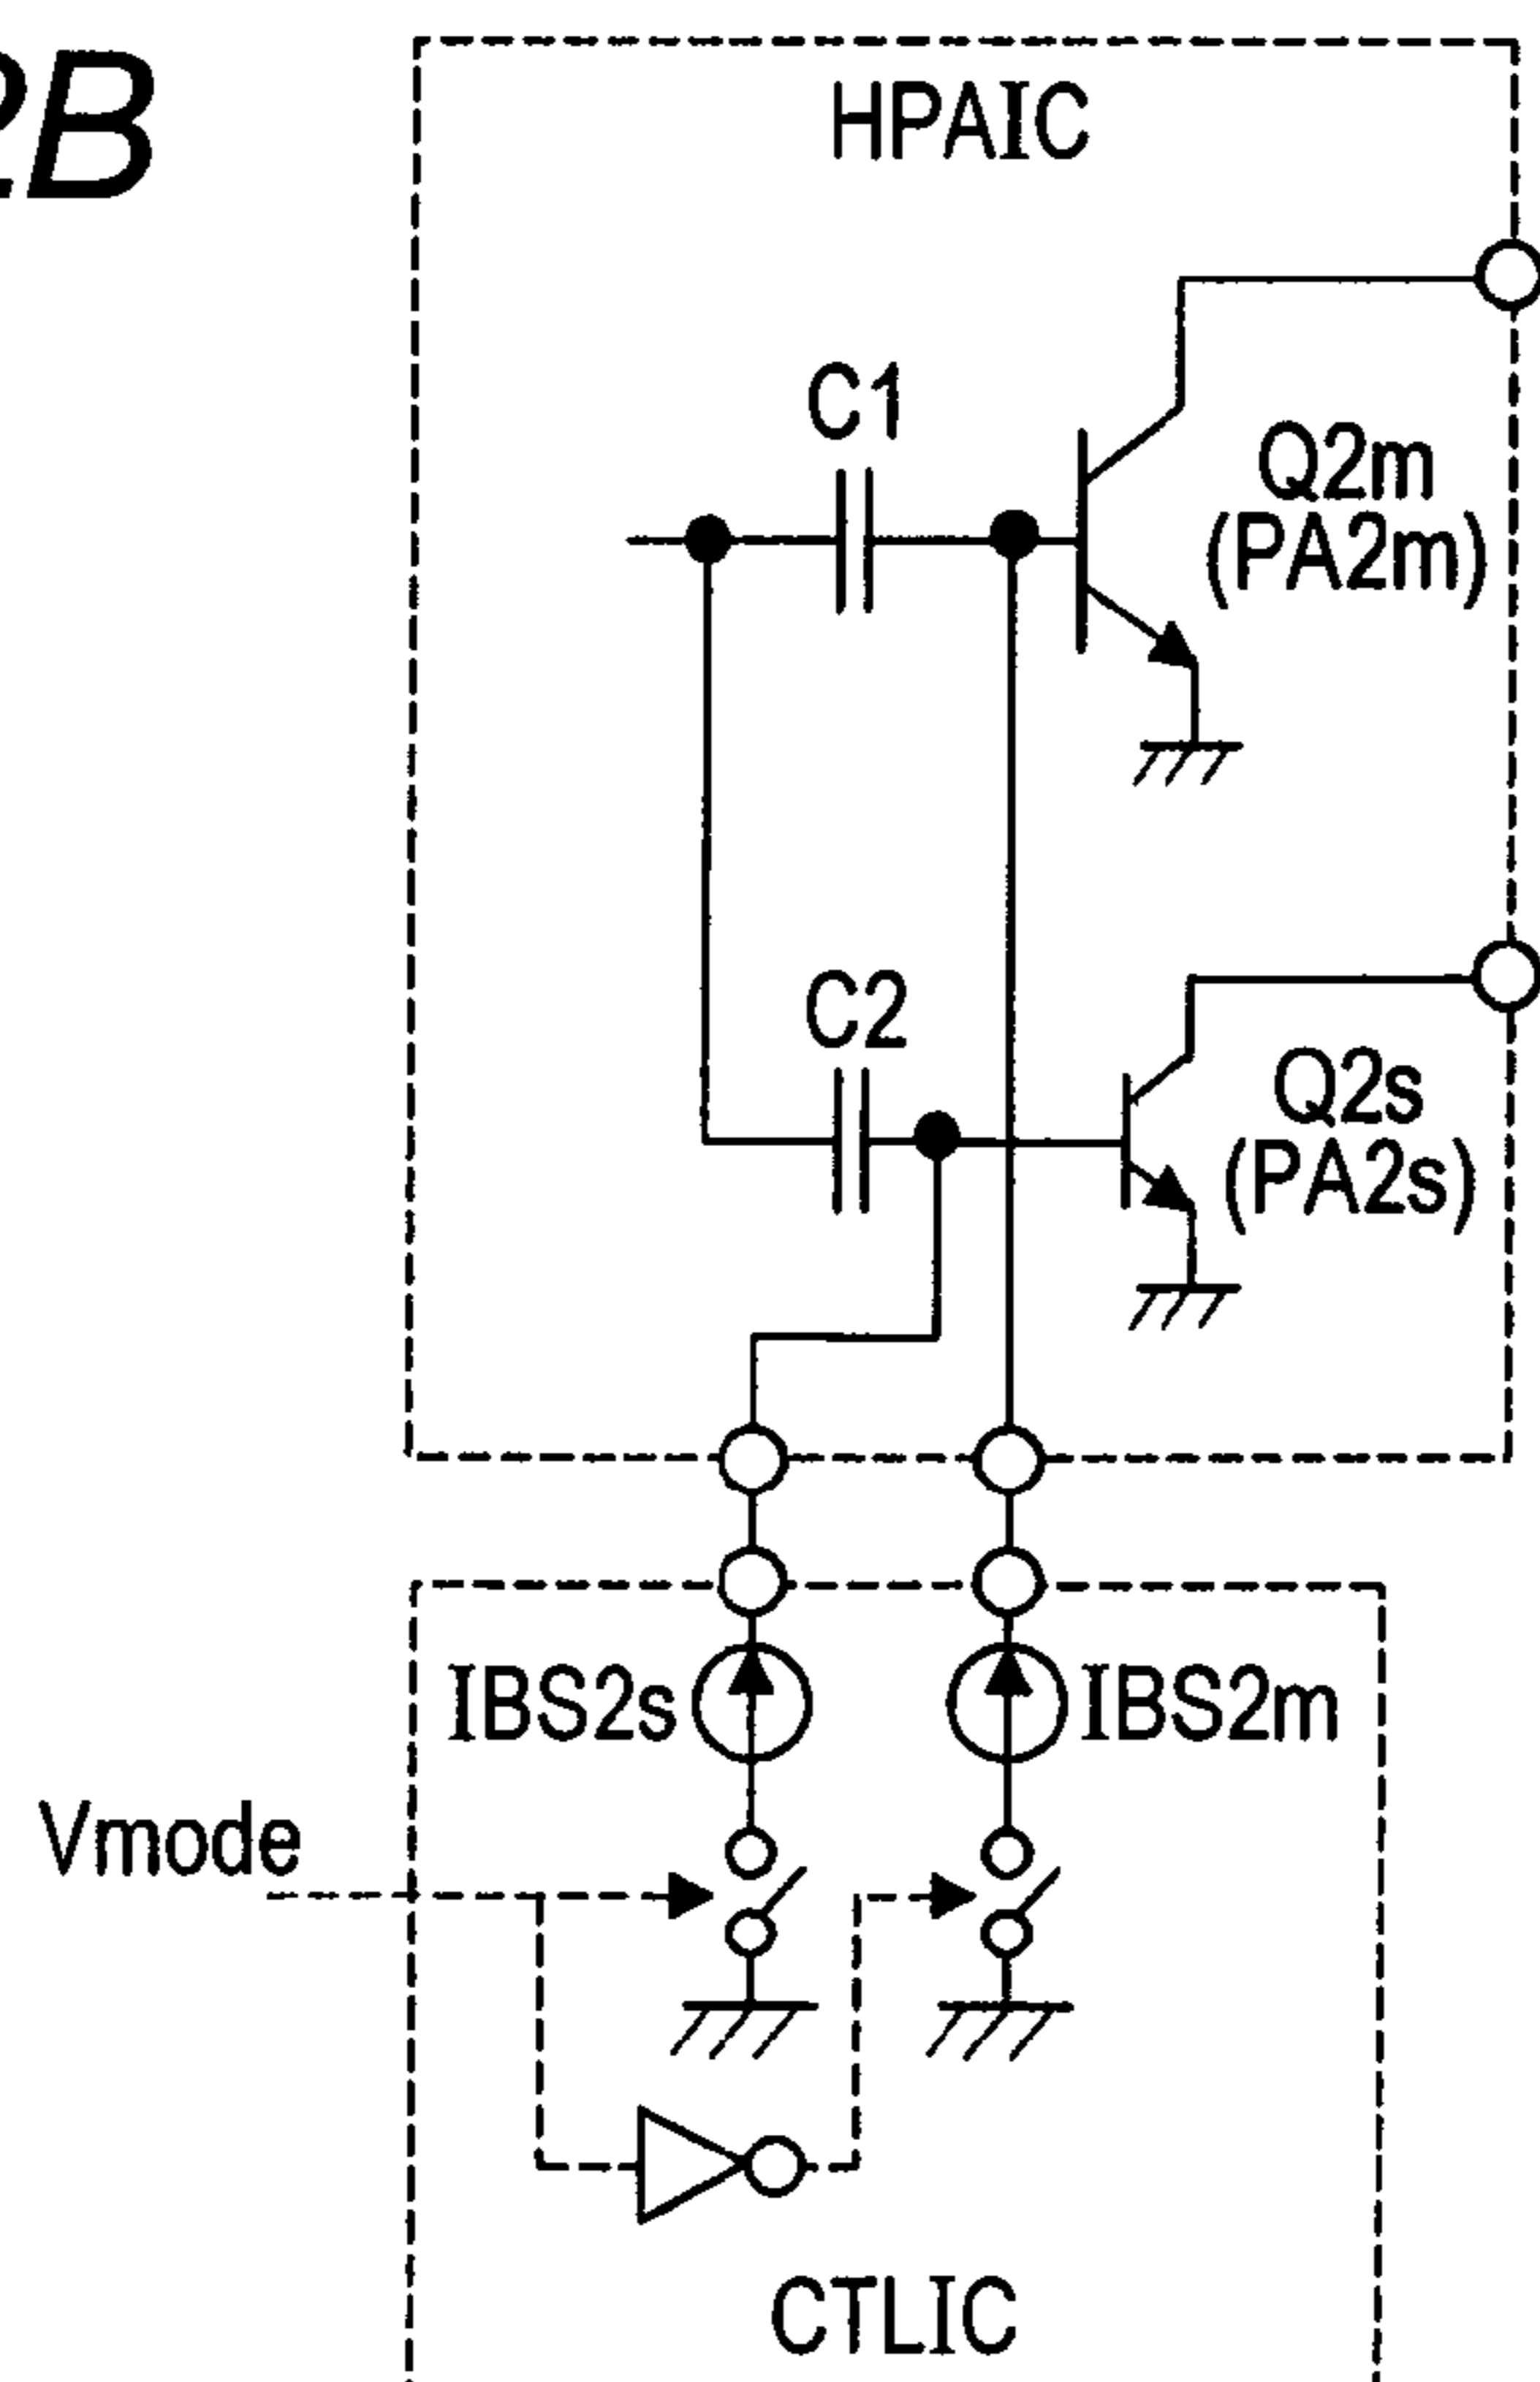 2B
HPAIC
C1
Q2m
(PA2m)
C2
Q2s
(PA2s)
IBS2s
IBS2m
Vmode
CTLIC